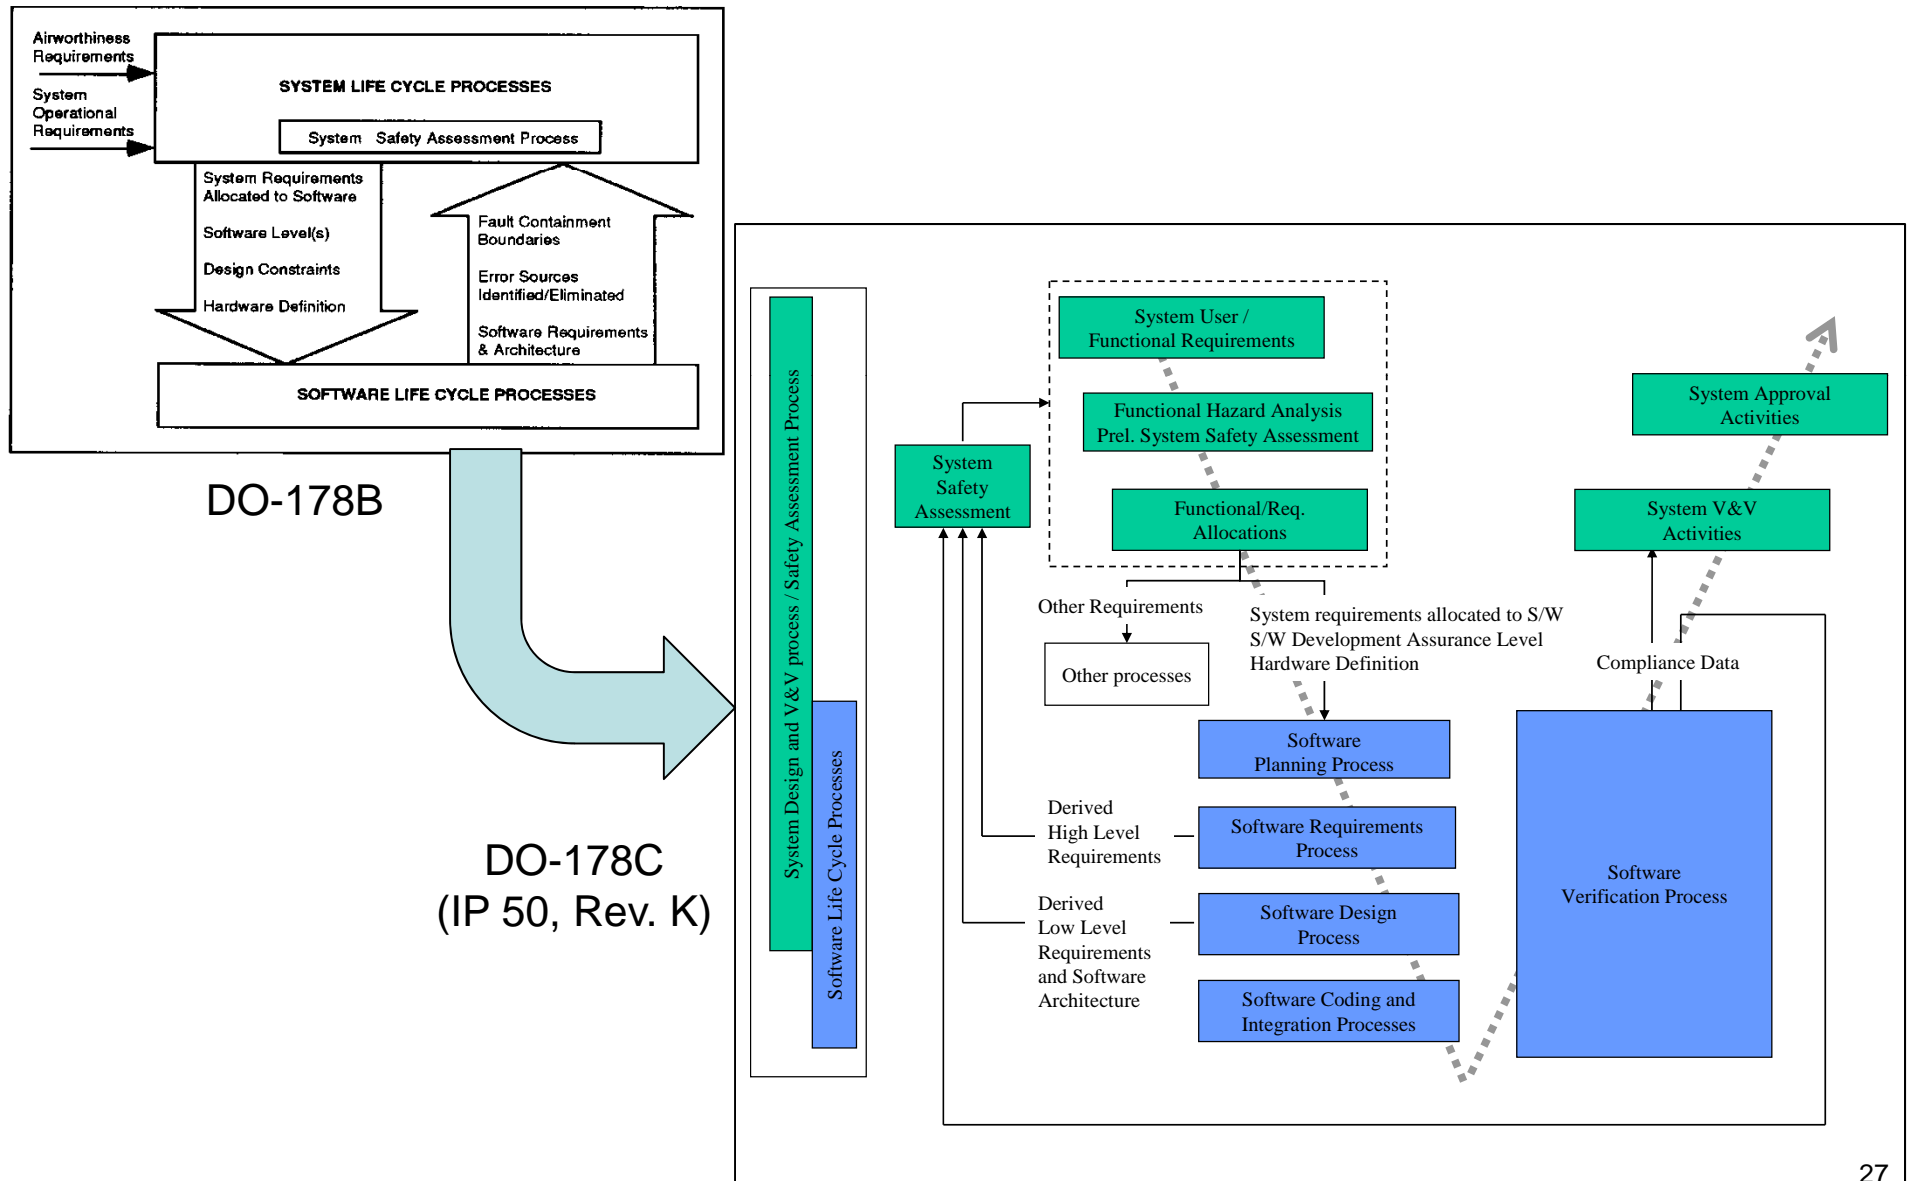 Airworthiness
Requirements
System
Operational
Requirements
SYSTEM LIFE CYCLE PROCESSES
System Safety Assessment Process
System Requirements
Allocated to Software
Software Level(s)
Design Constraints
Hardware Definition
Fault Containment
Boundaries
Error Sources
Identified/Eliminated
Software Requirements
& Architecture
SOFTWARE LIFE CYCLE PROCESSES
DO-178B
DO-178C
(IP 50, Rev. K)
System Design and V&V process / Safety Assessment Process
Software Life Cycle Processes
System User /
Functional Requirements
Functional Hazard Analysis
Prel. System Safety Assessment
Functional/Req.
Allocations
System
Safety
Assessment
System Approval
Activities
System V&V
Activities
Other Requirements
Other processes
System requirements allocated to S/W
S/W Development Assurance Level
Hardware Definition
Compliance Data
Software
Planning Process
Derived
High Level
Requirements
Software Requirements
Process
Derived
Low Level
Requirements
and Software
Architecture
Software Design
Process
Software Coding and
Integration Processes
Software
Verification Process
27